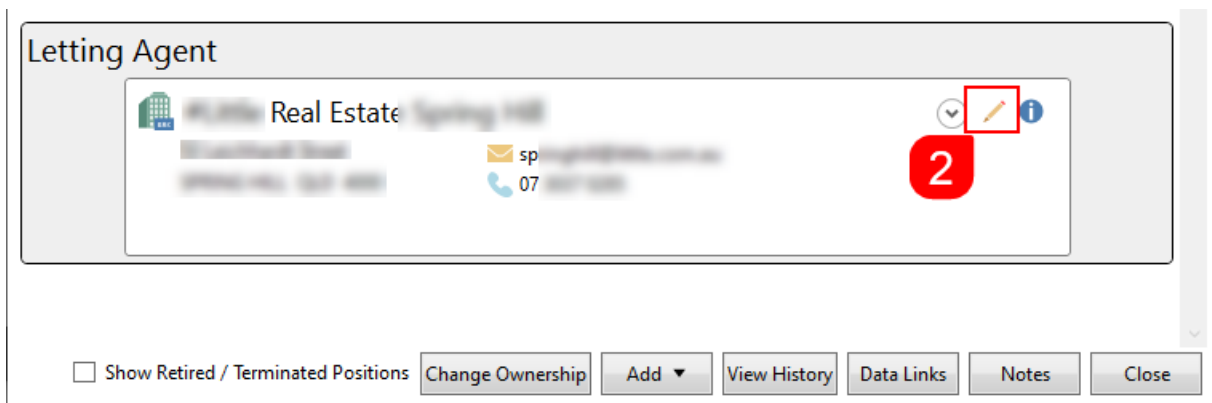 Letting Agent
Real Estate
sp
07
2
Show Retired / Terminated Positions Change Ownership Add View History Data Links Notes Close